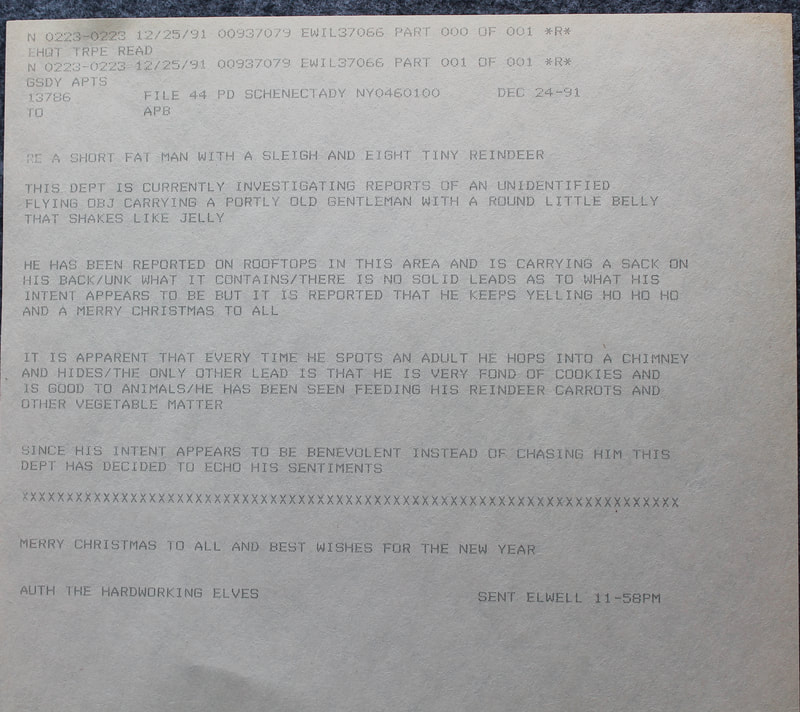 N 0223-0223 12/25/91 00937079 EWIL37066 PART 000 OF 001 *R*
EHQT TRPE READ
N 0223-0223 12/25/91 00937079 EWIL37066 PART 001 OF 001 *R*
GSDY APTS
13786 FILE 44 PD SCHENECTADY NY0460100 DEC 24-91
TO APB
RE A SHORT FAT MAN WITH A SLEIGH AND EIGHT TINY REINDEER
THIS DEPT IS CURRENTLY INVESTIGATING REPORTS OF AN UNIDENTIFIED
FLYING OBJ CARRYING A PORTLY OLD GENTLEMAN WITH A ROUND LITTLE BELLY
THAT SHAKES LIKE JELLY
HE HAS BEEN REPORTED ON ROOFTOPS IN THIS AREA AND IS CARRYING A SACK ON
HIS BACK/UNK WHAT IT CONTAINS/THERE IS NO SOLID LEADS AS TO WHAT HIS
INTENT APPEARS TO BE BUT IT IS REPORTED THAT HE KEEPS YELLING HO HO HO
AND A MERRY CHRISTMAS TO ALL
IT IS APPARENT THAT EVERY TIME HE SPOTS AN ADULT HE HOPS INTO A CHIMNEY
AND HIDES/THE ONLY OTHER LEAD IS THAT HE IS VERY FOND OF COOKIES AND
IS GOOD TO ANIMALS/HE HAS BEEN SEEN FEEDING HIS REINDEER CARROTS AND
OTHER VEGETABLE MATTER
SINCE HIS INTENT APPEARS TO BE BENEVOLENT INSTEAD OF CHASING HIM THIS
DEPT HAS DECIDED TO ECHO HIS SENTIMENTS
XXXXXXXXXXXXXXXXXXXXXXXXXXXXXXXXXXXXXXXXXXXXXXXXXXXXXXXXXXXXXXXXXXXXXX
MERRY CHRISTMAS TO ALL AND BEST WISHES FOR THE NEW YEAR
AUTH THE HARDWORKING ELVES SENT ELWELL 11-58PM